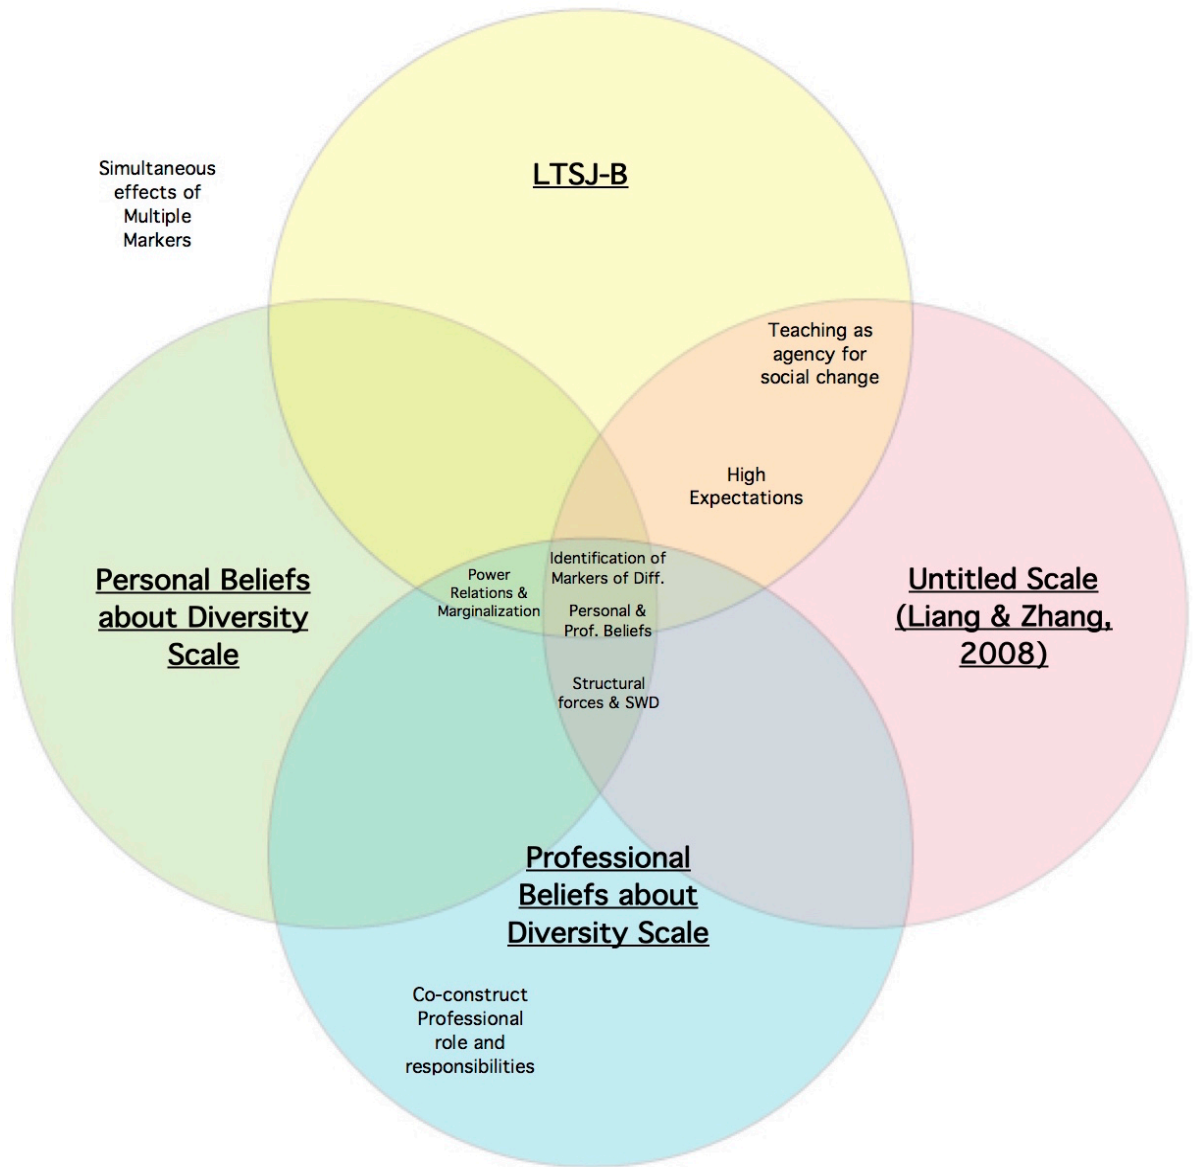 Simultaneous
effects of
Multiple
Markers
LTSJ-B
Teaching as
agency for
social change
High
Expectations
Personal Beliefs
about Diversity
Scale
Power
Relations &
Marginalization
Identification of
Markers of Diff.
Personal &
Prof. Beliefs
Structural
forces & SWD
Untitled Scale
(Liang & Zhang,
2008)
Professional
Beliefs about
Diversity Scale
Co-construct
Professional
role and
responsibilities